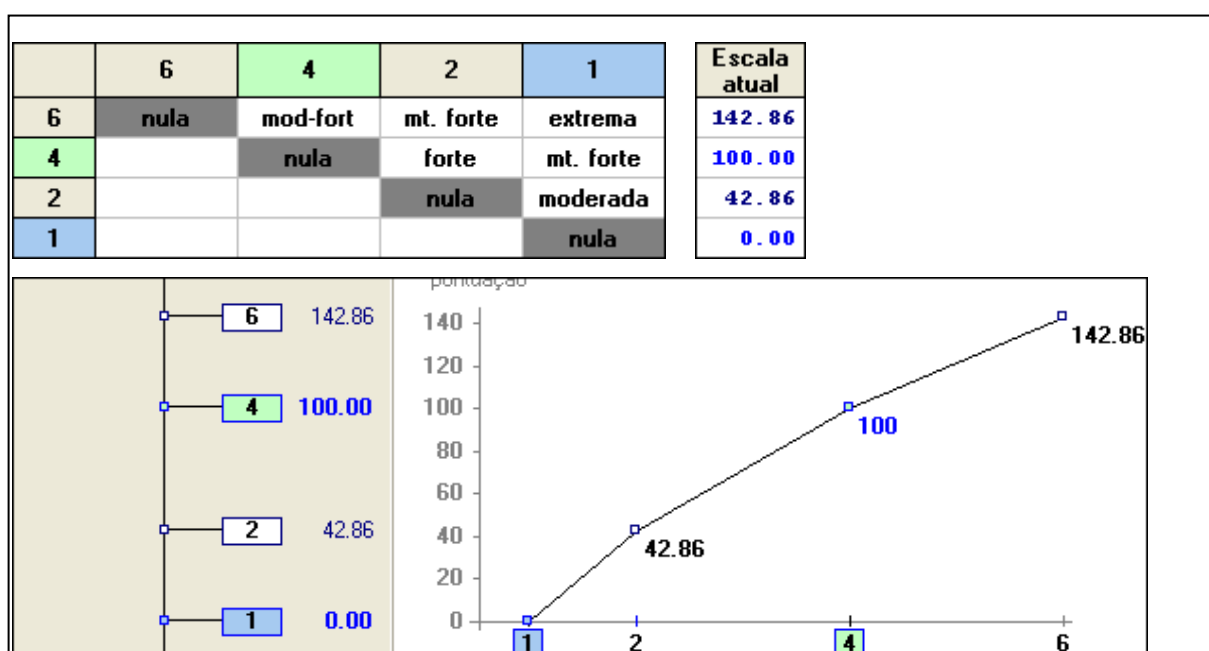 6 4 2 1 Escala
atual
6 nula mod-fort mt. forte extrema 142.86
4 nula forte mt. forte 100.00
2 nula moderada 42.86
1 nula 0.00
pontuação
6 142.86
4 100.00
2 42.86
1 0.00
140
120
100
80
60
40
20
0
142.86
100
42.86
1 2 4 6